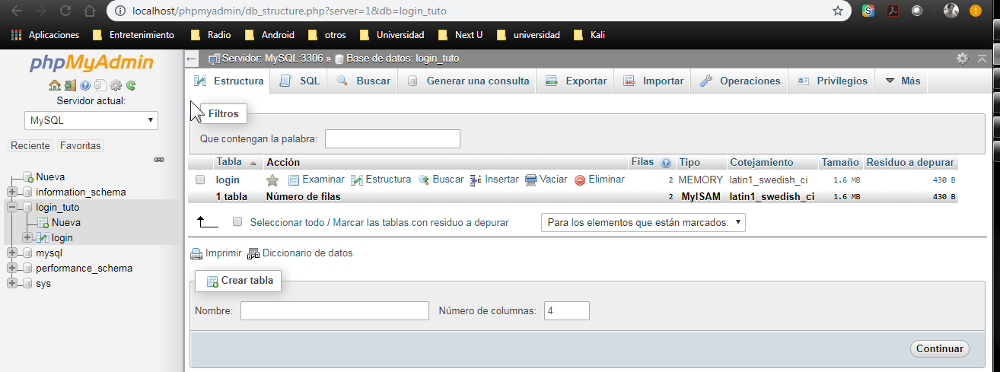 localhost/phpmyadmin/db_structure.php?server=1&db=login_tuto
Aplicaciones Entretenimiento Radio Android otros Universidad Next U universidad Kali
phpMyAdmin
Servidor actual:
MySQL
Reciente Favoritas
Nueva
information_schema
login_tuto
Nueva
login
mysql
performance_schema
sys
Servidor: MySQL:3306 » Base de datos: login_tuto
Estructura SQL Buscar Generar una consulta Exportar Importar Operaciones Privilegios Más
Filtros
Que contengan la palabra:
Tabla Acción Filas Tipo Cotejamiento Tamaño Residuo a depurar
login Examinar Estructura Buscar Insertar Vaciar Eliminar 2 MEMORY latin1_swedish_ci 1.6 MB 430 B
1 tabla Número de filas 2 MyISAM latin1_swedish_ci 1.6 MB 430 B
Seleccionar todo / Marcar las tablas con residuo a depurar Para los elementos que están marcados:
Imprimir Diccionario de datos
Crear tabla
Nombre: Número de columnas: 4
Continuar